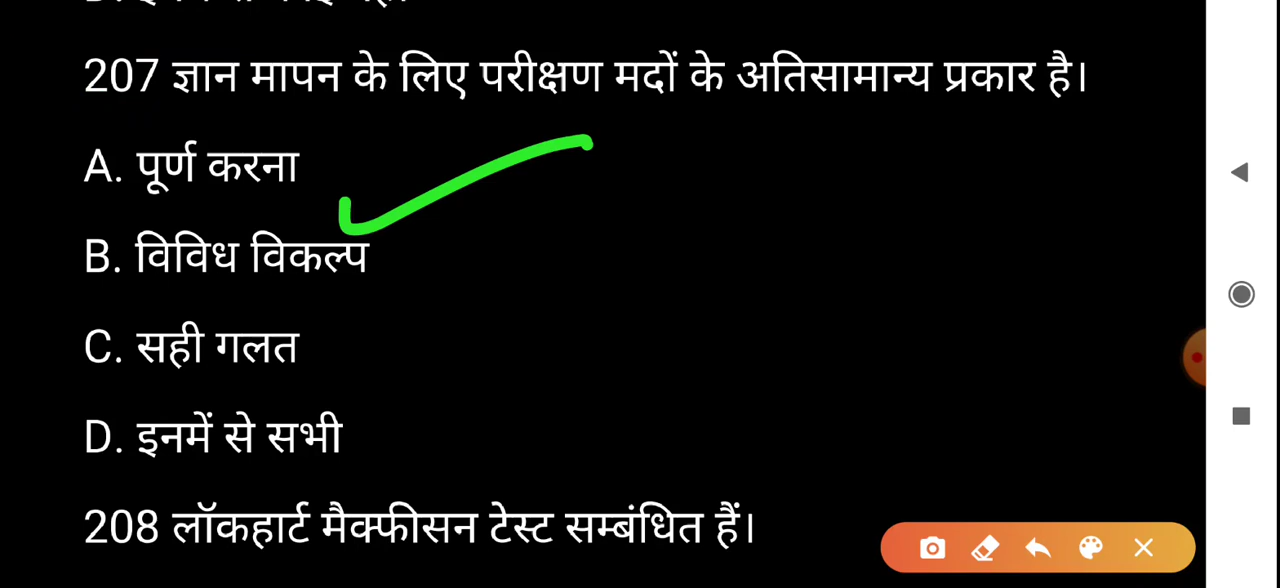 207 ज्ञान मापन के लिए परीक्षण मदों के अतिसामान्य प्रकार है।
A. पूर्ण करना
B. विविध विकल्प
C. सही गलत
D. इनमें से सभी
208 लॉकहार्ट मैक्फीसन टेस्ट सम्बंधित हैं।